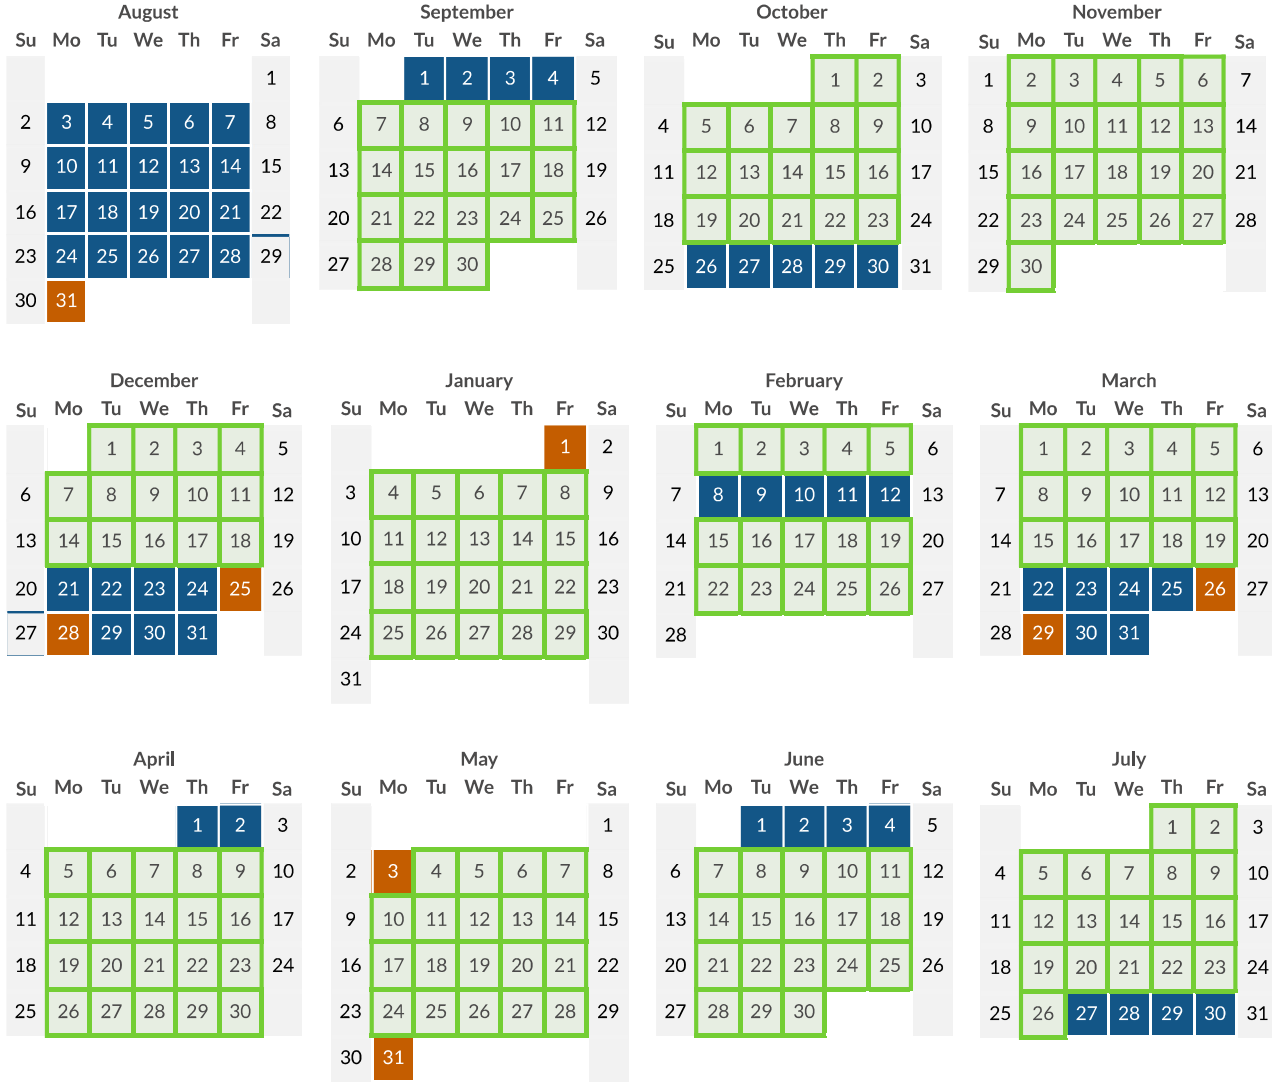 August September October November
Su Mo Tu We Th Fr Sa Su Mo Tu We Th Fr Sa Su Mo Tu We Th Fr Sa Su Mo Tu We Th Fr Sa
1 1 2 3 4 5 1 2 3 1 2 3 4 5 6 7
2 3 4 5 6 7 8 6 7 8 9 10 11 12 4 5 6 7 8 9 10 8 9 10 11 12 13 14
9 10 11 12 13 14 15 13 14 15 16 17 18 19 11 12 13 14 15 16 17 15 16 17 18 19 20 21
16 17 18 19 20 21 22 20 21 22 23 24 25 26 18 19 20 21 22 23 24 22 23 24 25 26 27 28
23 24 25 26 27 28 29 27 28 29 30 25 26 27 28 29 30 31 29 30
30 31
December January February March
Su Mo Tu We Th Fr Sa Su Mo Tu We Th Fr Sa Su Mo Tu We Th Fr Sa Su Mo Tu We Th Fr Sa
1 2 3 4 5 1 2 1 2 3 4 5 6 1 2 3 4 5 6
6 7 8 9 10 11 12 3 4 5 6 7 8 9 7 8 9 10 11 12 13 7 8 9 10 11 12 13
13 14 15 16 17 18 19 10 11 12 13 14 15 16 14 15 16 17 18 19 20 14 15 16 17 18 19 20
20 21 22 23 24 25 26 17 18 19 20 21 22 23 21 22 23 24 25 26 27 21 22 23 24 25 26 27
27 28 29 30 31 24 25 26 27 28 29 30 28 28 29 30 31
31
April May June July
Su Mo Tu We Th Fr Sa Su Mo Tu We Th Fr Sa Su Mo Tu We Th Fr Sa Su Mo Tu We Th Fr Sa
1 2 3 1 1 2 3 4 5 1 2 3
4 5 6 7 8 9 10 2 3 4 5 6 7 8 6 7 8 9 10 11 12 4 5 6 7 8 9 10
11 12 13 14 15 16 17 9 10 11 12 13 14 15 13 14 15 16 17 18 19 11 12 13 14 15 16 17
18 19 20 21 22 23 24 16 17 18 19 20 21 22 20 21 22 23 24 25 26 18 19 20 21 22 23 24
25 26 27 28 29 30 23 24 25 26 27 28 29 27 28 29 30 25 26 27 28 29 30 31
30 31